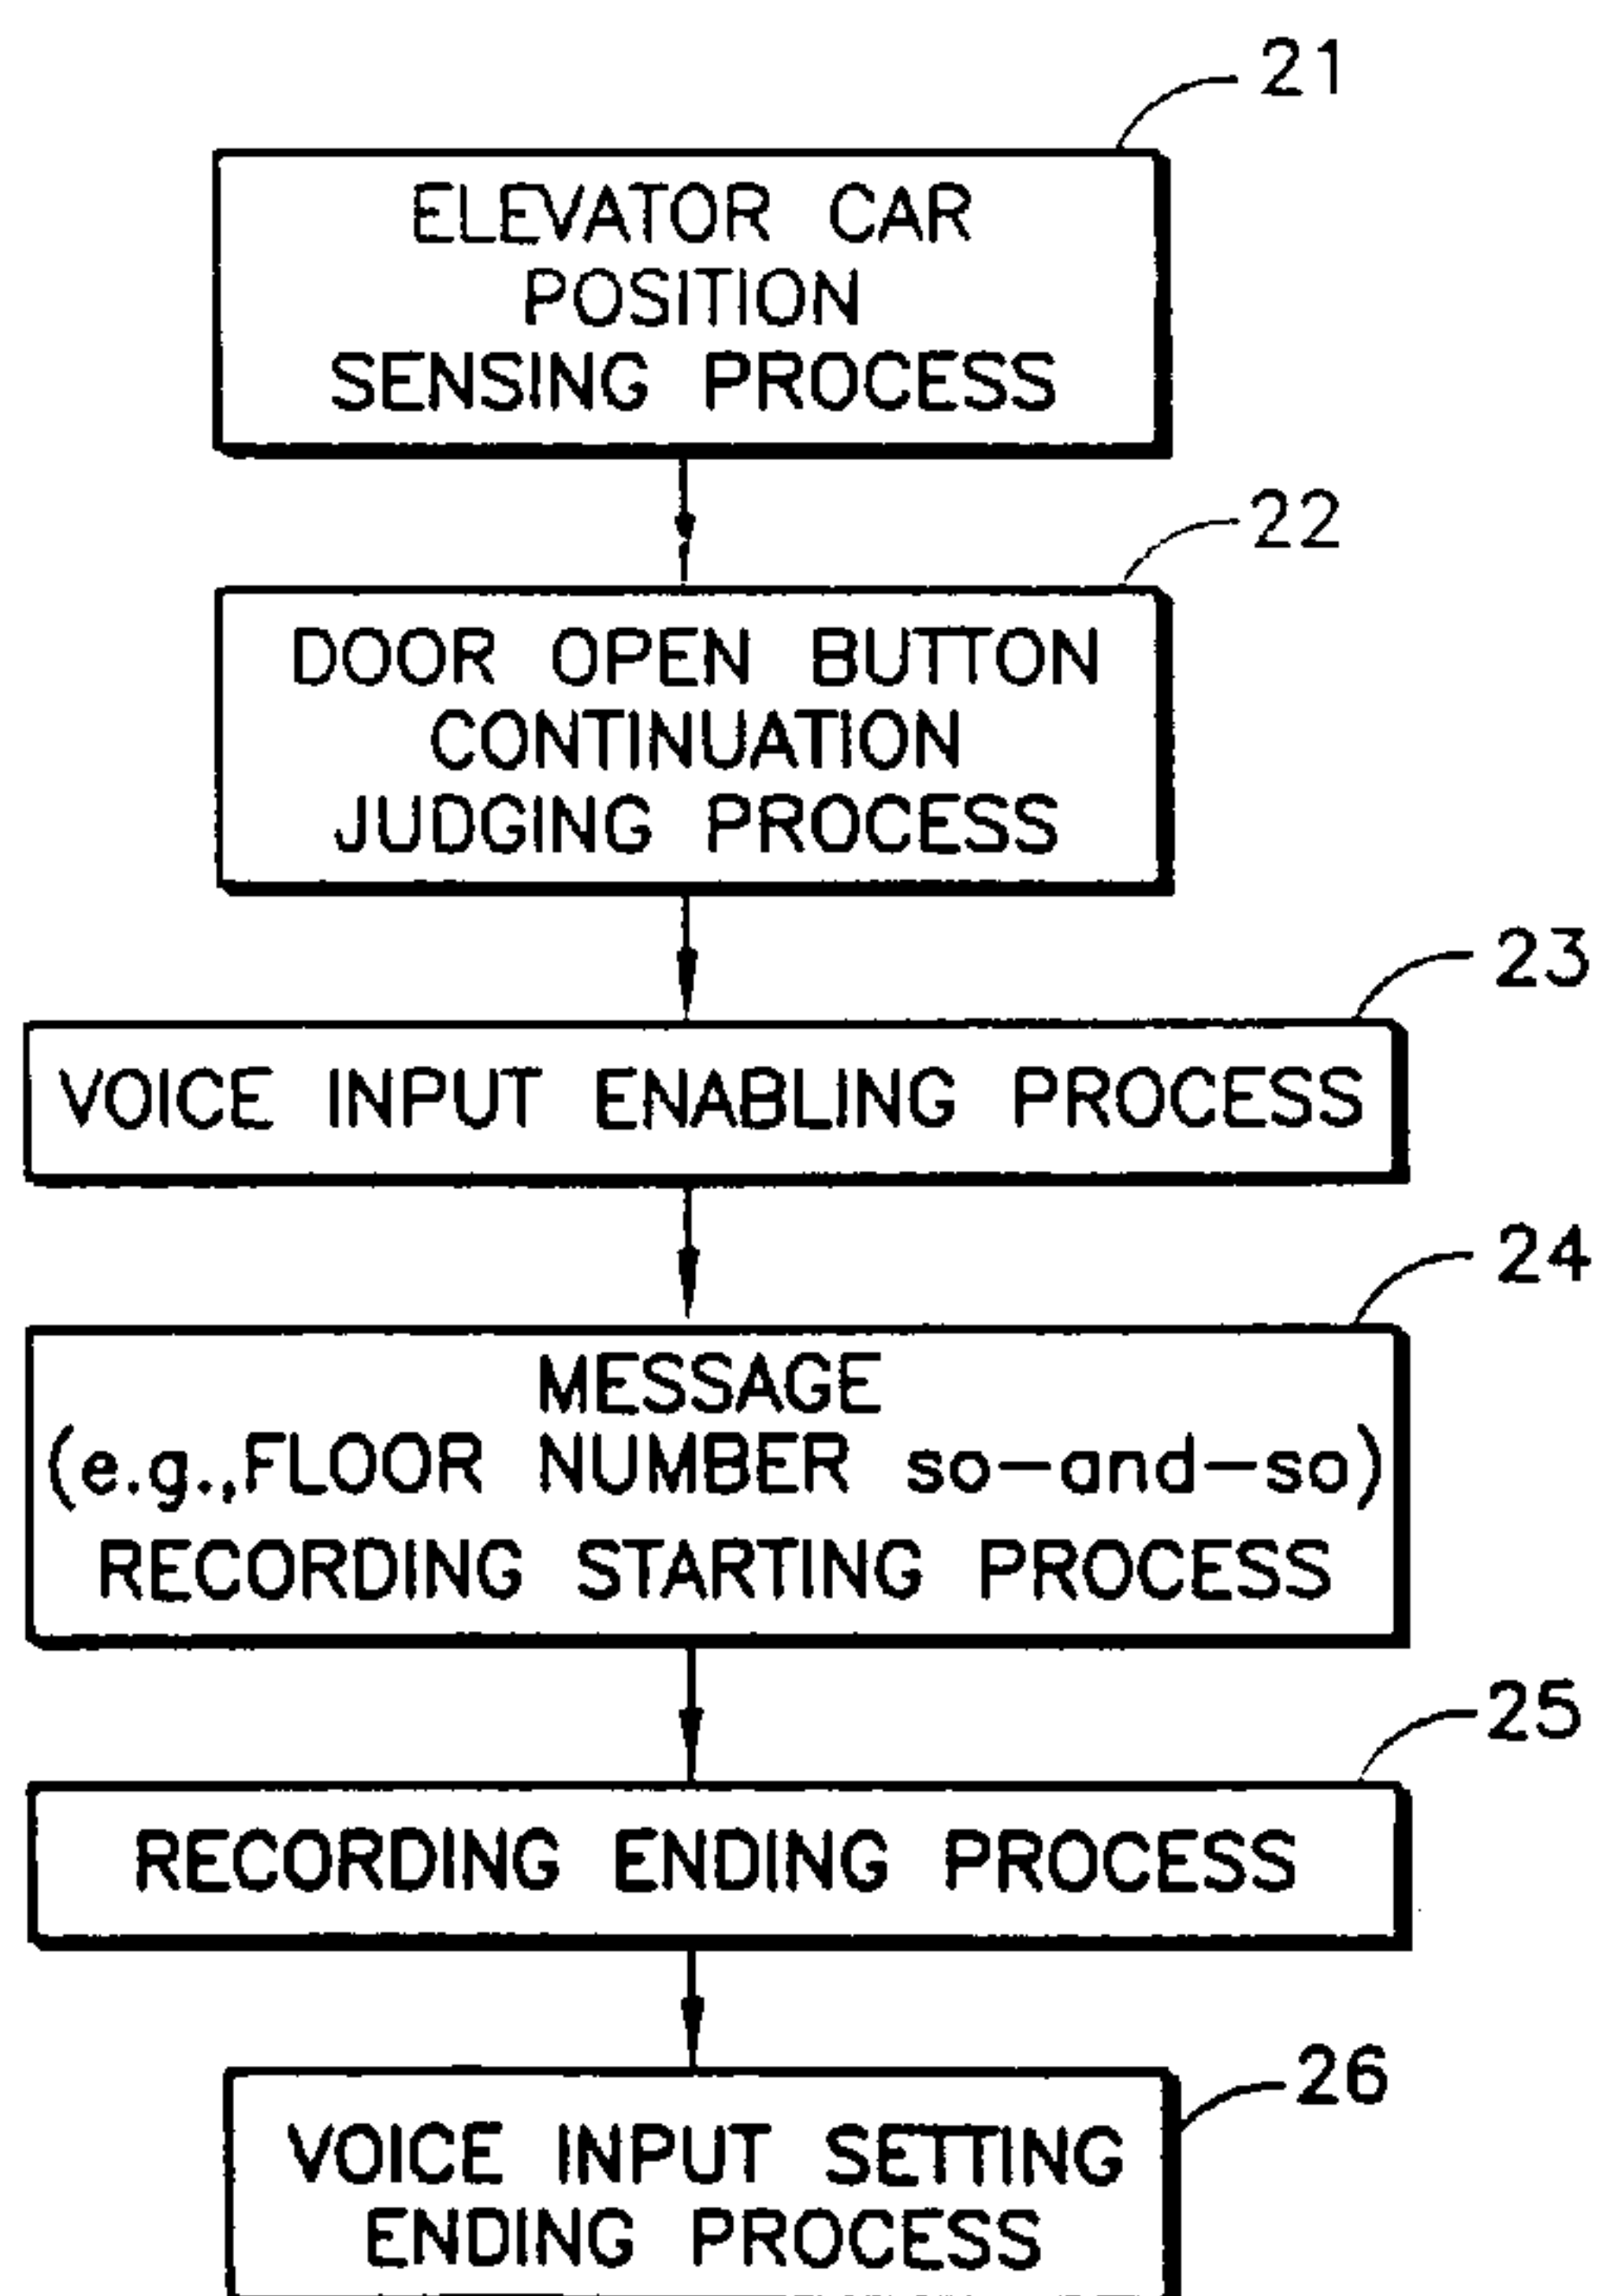 21
ELEVATOR CAR
POSITION
SENSING PROCESS
22
DOOR OPEN BUTTON
CONTINUATION
JUDGING PROCESS
23
VOICE INPUT ENABLING PROCESS
24
MESSAGE
(e.g.,FLOOR NUMBER so-and-so)
RECORDING STARTING PROCESS
25
RECORDING ENDING PROCESS
26
VOICE INPUT SETTING
ENDING PROCESS